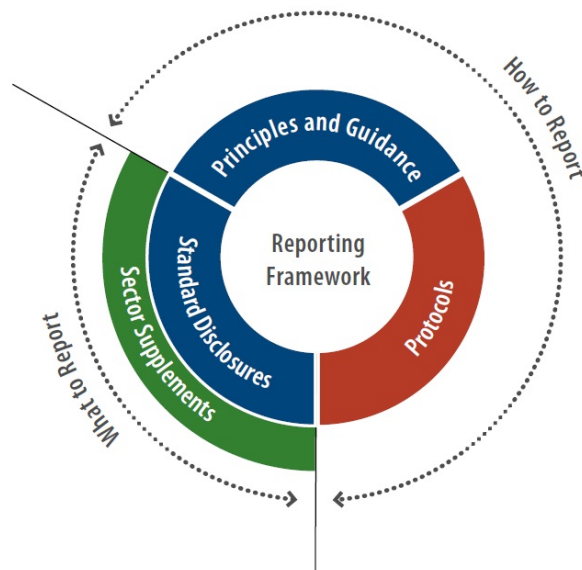 How to Report
Principles and Guidance
Reporting
Framework
Standard Disclosures
Sector Supplements
Protocols
What to Report